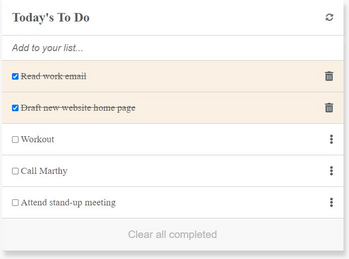 Today's To Do
Add to your list...
Read work email
Draft new website home page
Workout
Call Marthy
Attend stand-up meeting
Clear all completed